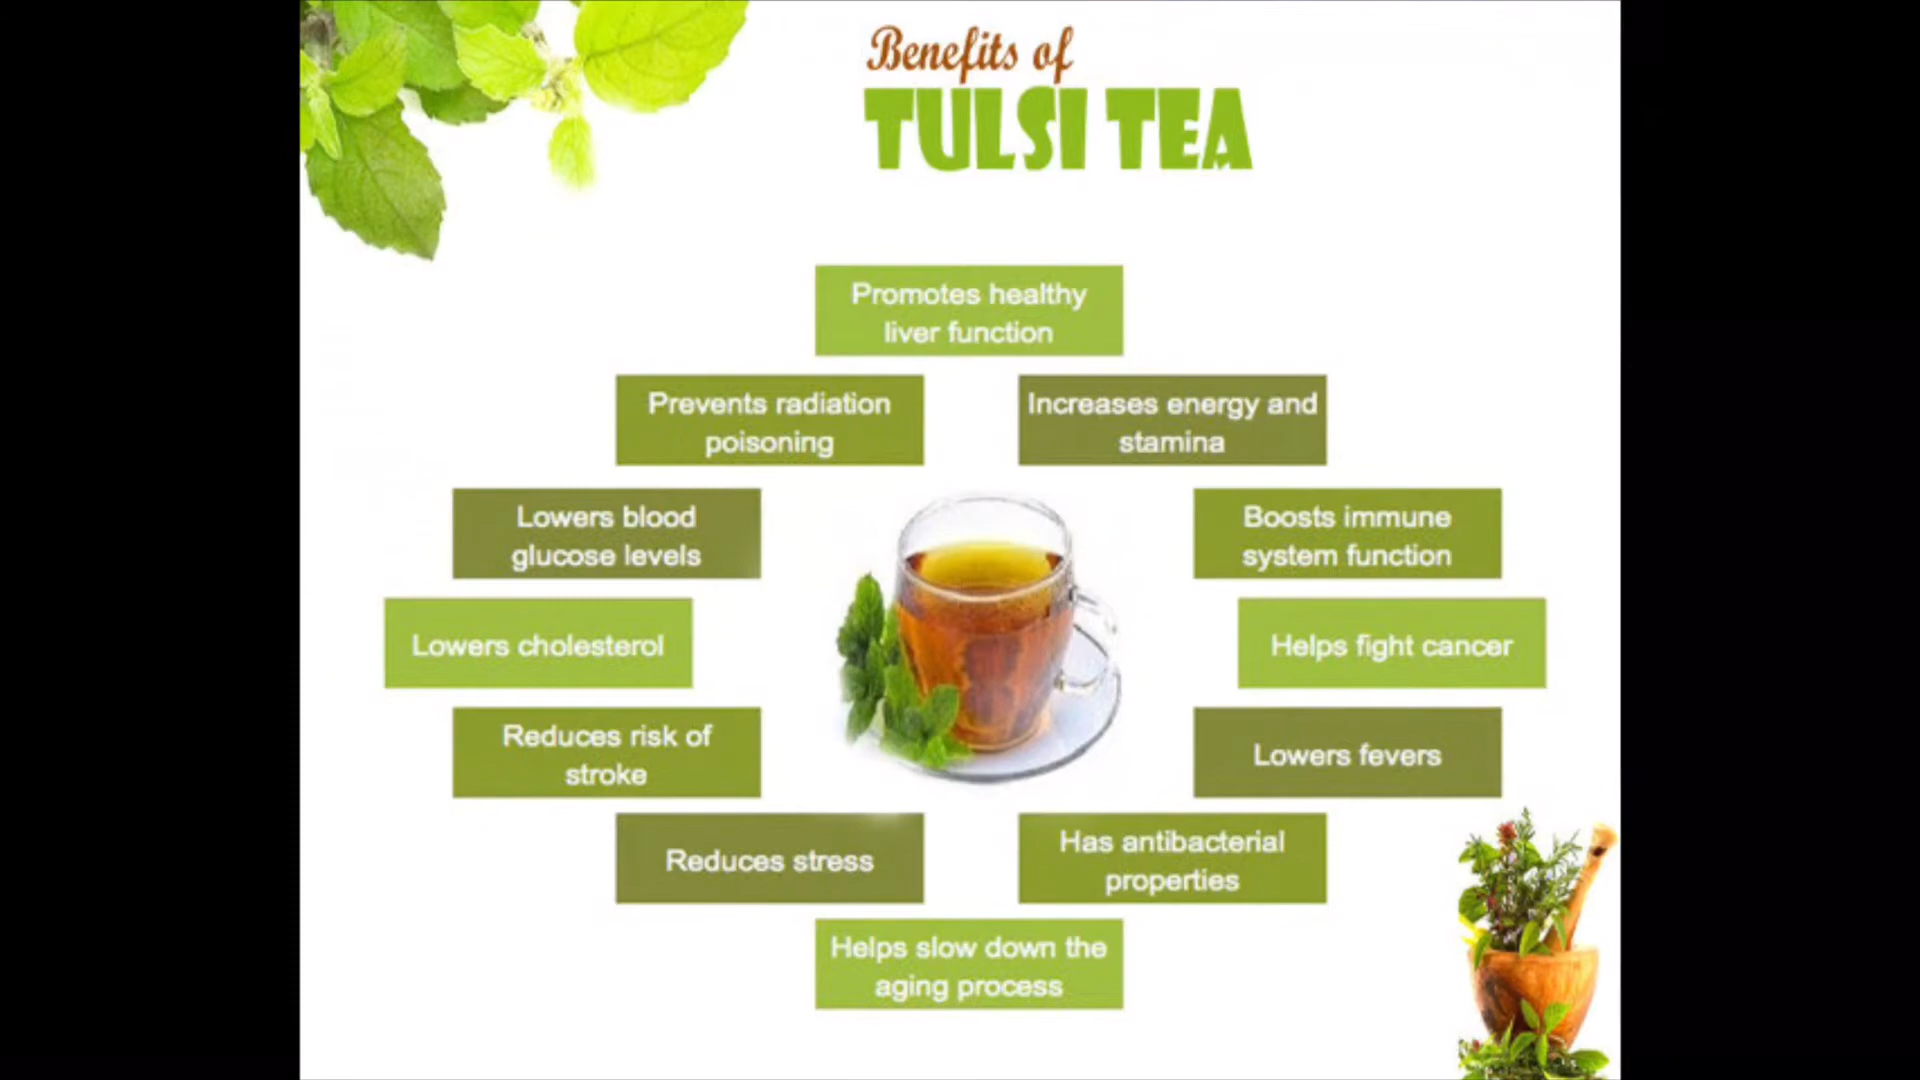 Benefits of
TULSI TEA
Promotes healthy
liver function
Prevents radiation
poisoning
Increases energy and
stamina
Lowers blood
glucose levels
Boosts immune
system function
Lowers cholesterol
Helps fight cancer
Reduces risk of
stroke
Lowers fevers
Reduces stress
Has antibacterial
properties
Helps slow down the
aging process